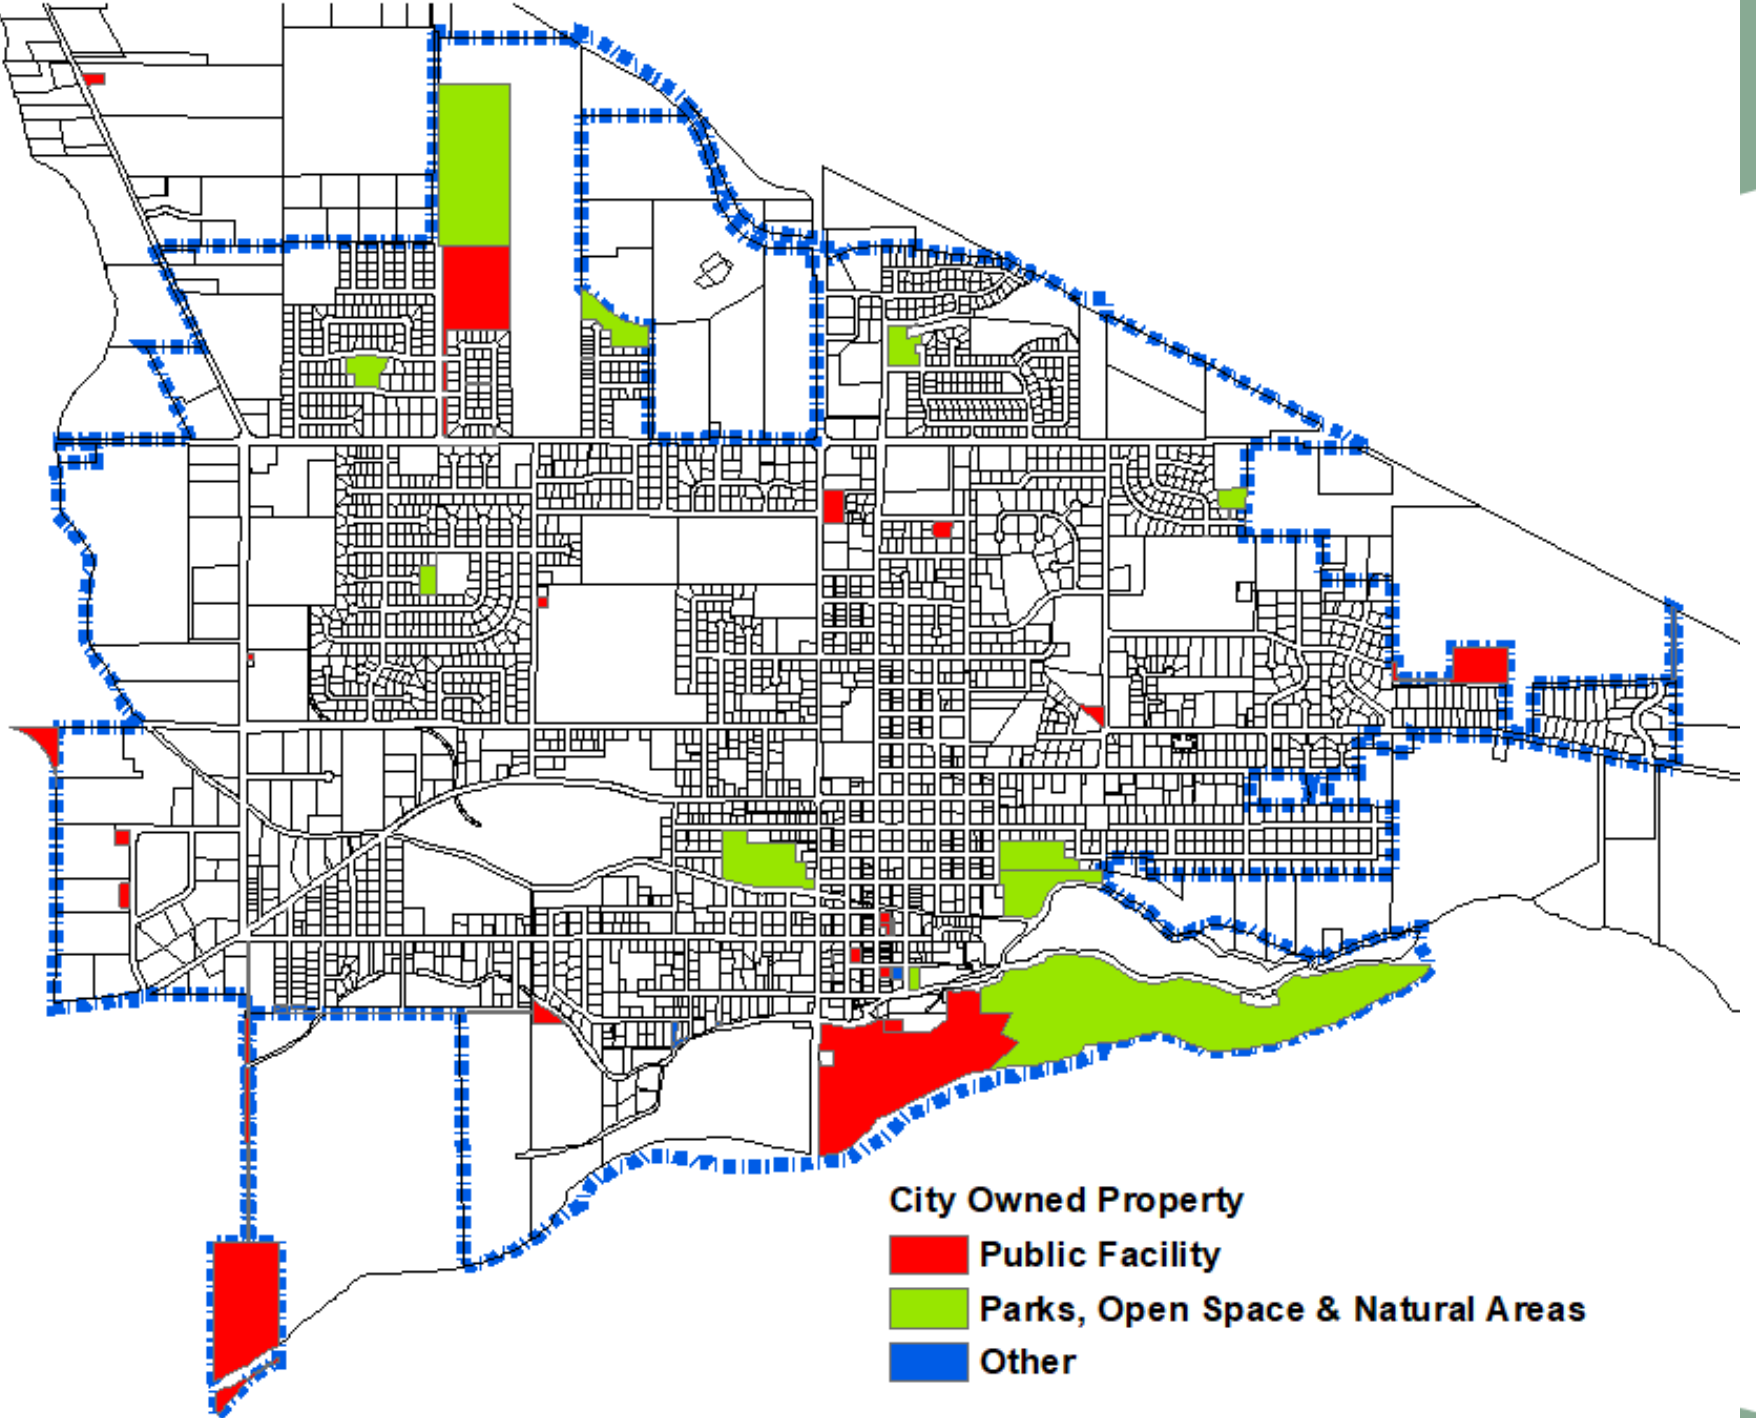 City Owned Property
Public Facility
Parks, Open Space & Natural Areas
Other